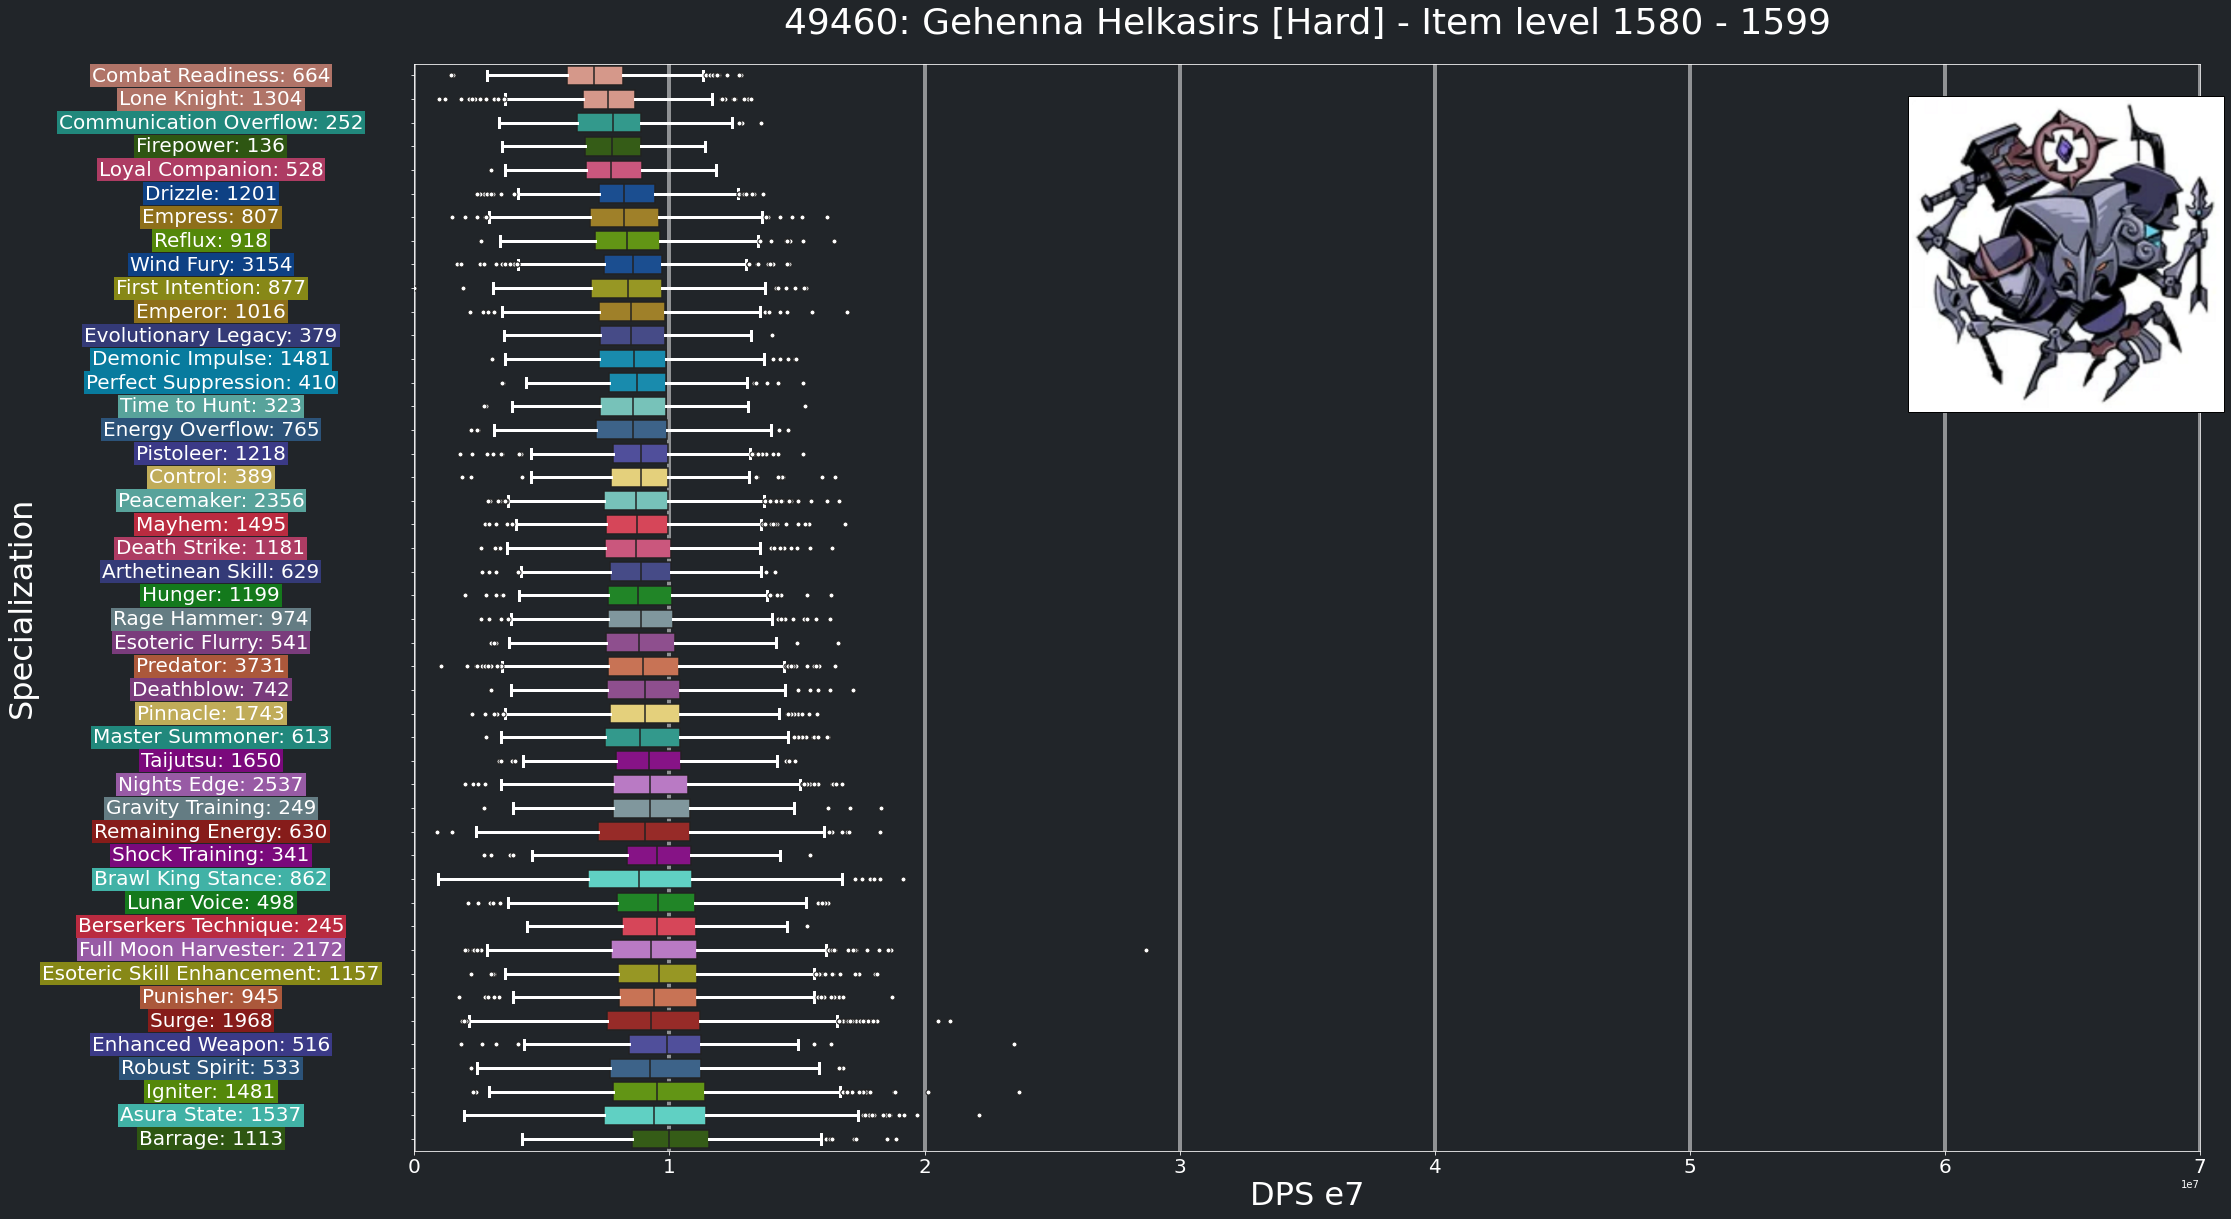 49460: Gehenna Helkasirs [Hard] - Item level 1580 - 1599
Specialization
Combat Readiness: 664
Lone Knight: 1304
Communication Overflow: 252
Firepower: 136
Loyal Companion: 528
Drizzle: 1201
Empress: 807
Reflux: 918
Wind Fury: 3154
First Intention: 877
Emperor: 1016
Evolutionary Legacy: 379
Demonic Impulse: 1481
Perfect Suppression: 410
Time to Hunt: 323
Energy Overflow: 765
Pistoleer: 1218
Control: 389
Peacemaker: 2356
Mayhem: 1495
Death Strike: 1181
Arthetinean Skill: 629
Hunger: 1199
Rage Hammer: 974
Esoteric Flurry: 541
Predator: 3731
Deathblow: 742
Pinnacle: 1743
Master Summoner: 613
Taijutsu: 1650
Nights Edge: 2537
Gravity Training: 249
Remaining Energy: 630
Shock Training: 341
Brawl King Stance: 862
Lunar Voice: 498
Berserkers Technique: 245
Full Moon Harvester: 2172
Esoteric Skill Enhancement: 1157
Punisher: 945
Surge: 1968
Enhanced Weapon: 516
Robust Spirit: 533
Igniter: 1481
Asura State: 1537
Barrage: 1113
0 1 2 3 4 5 6 7
1e7
DPS e7